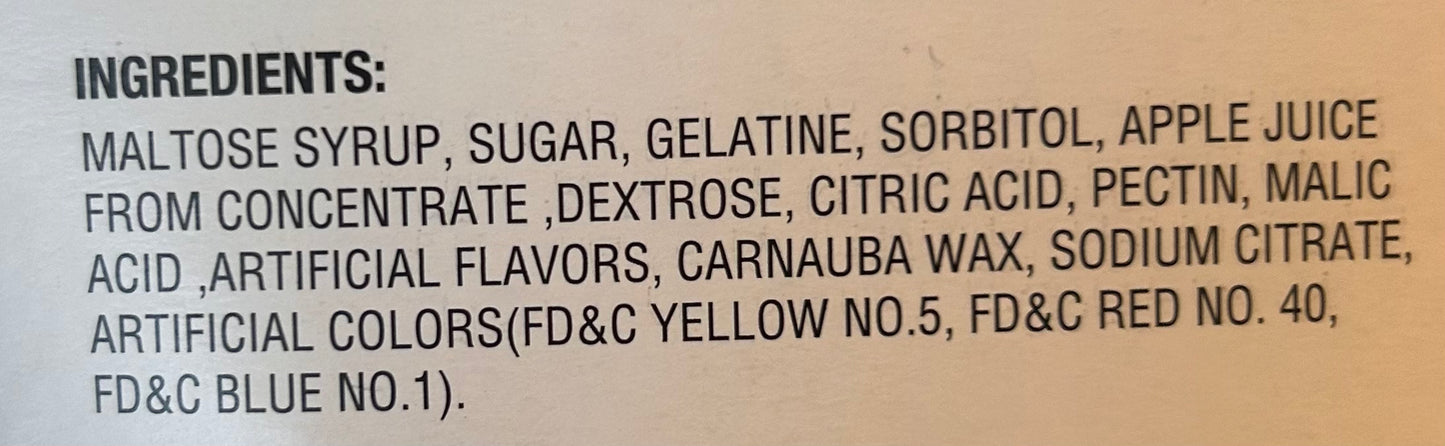 INGREDIENTS:
MALTOSE SYRUP, SUGAR, GELATINE, SORBITOL, APPLE JUICE
FROM CONCENTRATE ,DEXTROSE, CITRIC ACID, PECTIN, MALIC
ACID ,ARTIFICIAL FLAVORS, CARNAUBA WAX, SODIUM CITRATE,
ARTIFICIAL COLORS(FD&C YELLOW NO.5, FD&C RED NO. 40,
FD&C BLUE NO.1).